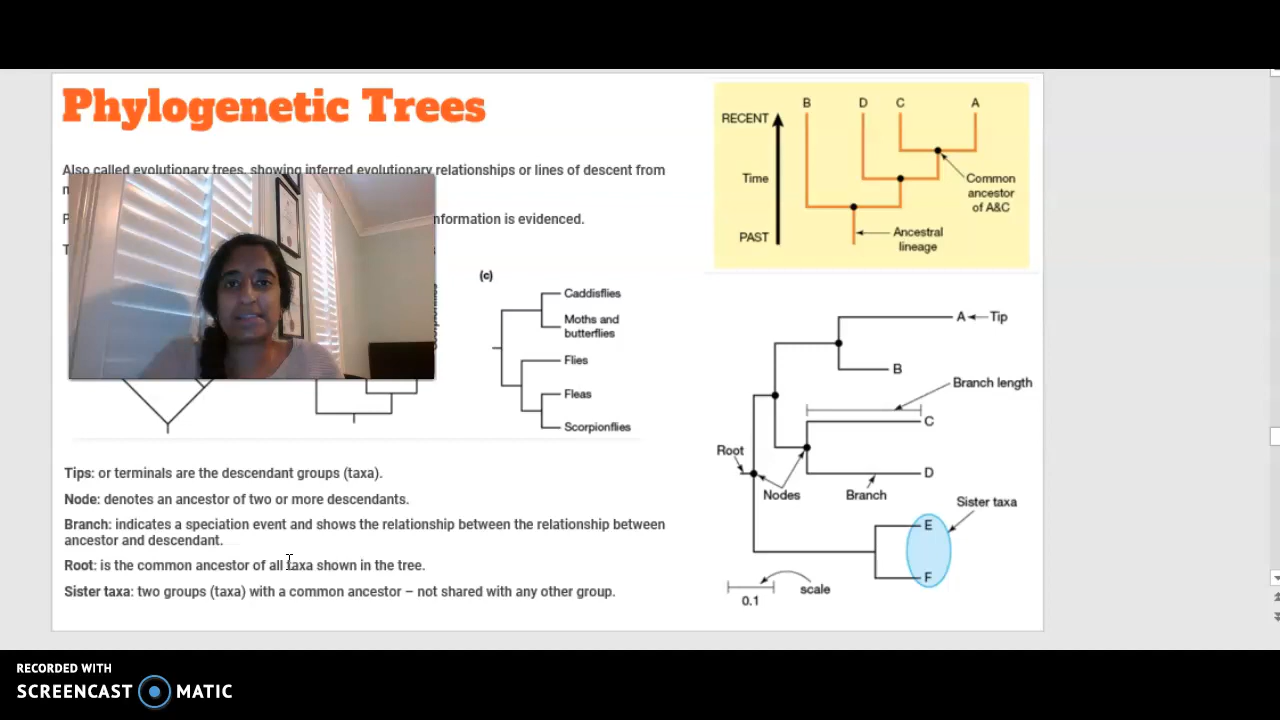 Phylogenetic Trees
Also called evolutionary trees, showing inferred evolutionary relationships or lines of descent from
nformation is evidenced.
(c)
Caddisflies
Moths and
butterflies
Flies
Fleas
Scorpionflies
Tips: or terminals are the descendant groups (taxa).
Node: denotes an ancestor of two or more descendants.
Branch: indicates a speciation event and shows the relationship between the relationship between
ancestor and descendant.
Root: is the common ancestor of all taxa shown in the tree.
Sister taxa: two groups (taxa) with a common ancestor – not shared with any other group.
B D C A
RECENT
Time
PAST
Common
ancestor
of A&C
Ancestral
lineage
A Tip
B
Branch length
C
Root
D
Nodes Branch
Sister taxa
E
F
scale
0.1
RECORDED WITH
SCREENCAST MATIC